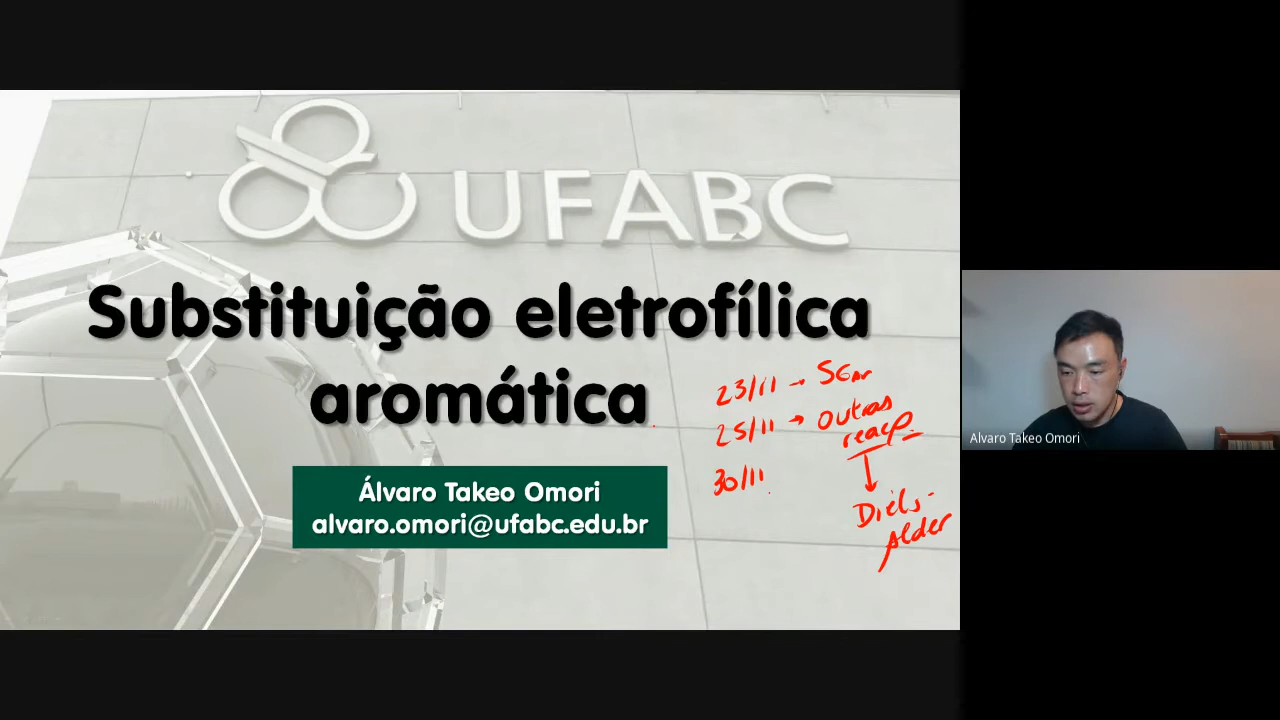 UFABC
Substituição eletrofílica
aromática
Álvaro Takeo Omori
alvaro.omori@ufabc.edu.br
23/11 → SEAr
25/11 → outras
reaç.
30/11
Diels-
Alder
Alvaro Takeo Omori